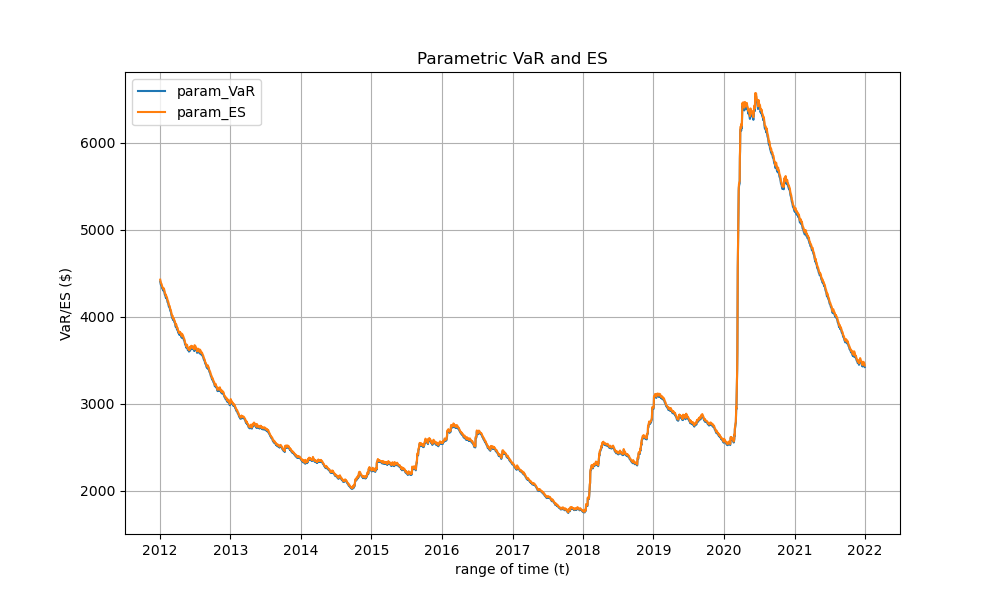 Parametric VaR and ES
param_VaR
param_ES
6000
5000
4000
3000
2000
VaR/ES ($)
2012 2013 2014 2015 2016 2017 2018 2019 2020 2021 2022
range of time (t)